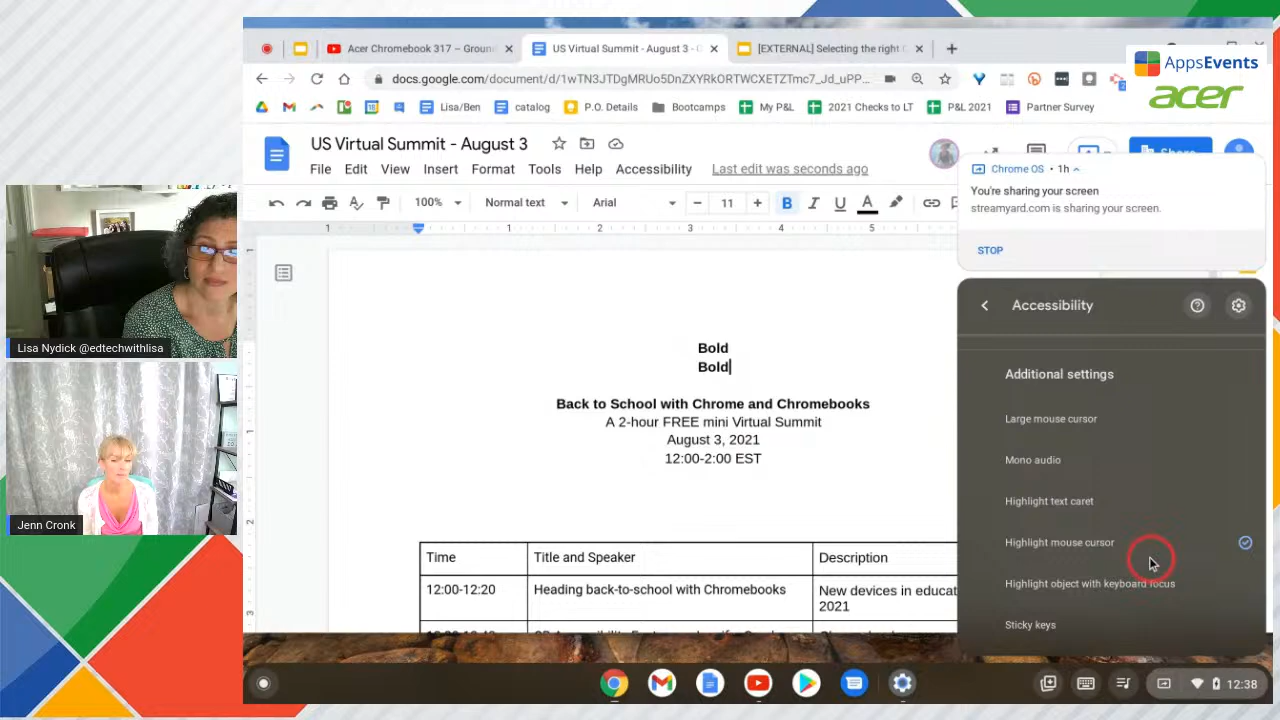 Acer Chromebook 317 – Groun
US Virtual Summit - August 3 -
[EXTERNAL] Selecting the right
docs.google.com/document/d/1wTN3JTDgMRUo5DnZXYRkORTWCXETZTmc7_Jd_uPP...
AppsEvents
acer
Lisa/Ben
catalog
P.O. Details
Bootcamps
My P&L
2021 Checks to LT
P&L 2021
Partner Survey
US Virtual Summit - August 3
Share
File Edit View Insert Format Tools Help Accessibility Last edit was seconds ago
100% Normal text Arial 11 B I U A
1 1 2 3 4 5
Chrome OS • 1h
You're sharing your screen
streamyard.com is sharing your screen.
STOP
Accessibility
Additional settings
Large mouse cursor
Mono audio
Highlight text caret
Highlight mouse cursor
Highlight object with keyboard focus
Sticky keys
Bold
Bold
Back to School with Chrome and Chromebooks
A 2-hour FREE mini Virtual Summit
August 3, 2021
12:00-2:00 EST
Time Title and Speaker Description
12:00-12:20 Heading back-to-school with Chromebooks New devices in educat
2021
Lisa Nydick @edtechwithlisa
Jenn Cronk
12:38